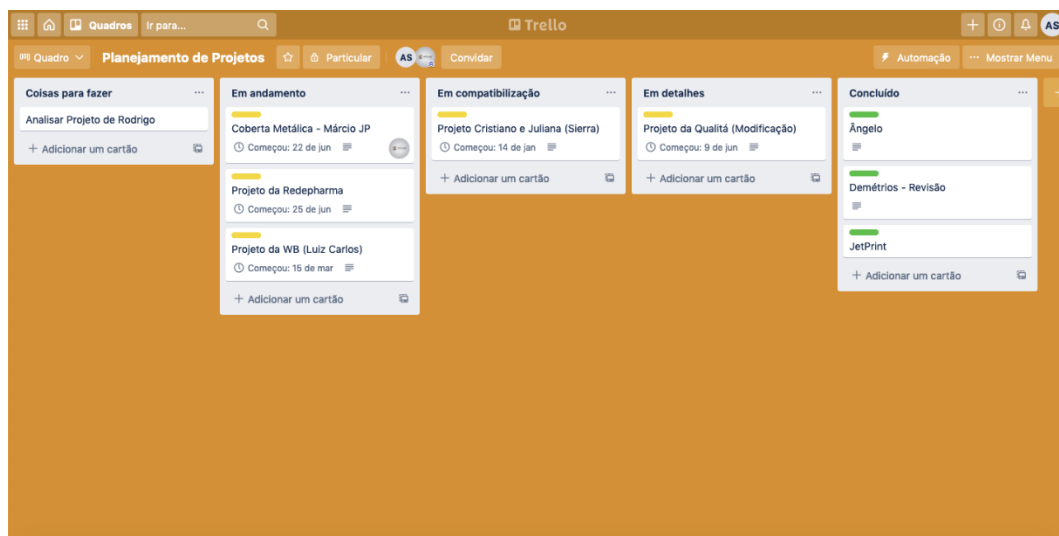 Quadros
Ir para...
Trello
AS
Quadro
Planejamento de Projetos
Particular
AS
Convidar
Automação
... Mostrar Menu
Coisas para fazer
...
Analisar Projeto de Rodrigo
+ Adicionar um cartão
Em andamento
...
Coberta Metálica - Márcio JP
Começou: 22 de jun
Projeto da Redepharma
Começou: 25 de jun
Projeto da WB (Luiz Carlos)
Começou: 15 de mar
+ Adicionar um cartão
Em compatibilização
...
Projeto Cristiano e Juliana (Sierra)
Começou: 14 de jan
+ Adicionar um cartão
Em detalhes
...
Projeto da Qualitá (Modificação)
Começou: 9 de jun
+ Adicionar um cartão
Concluído
...
Ângelo
Demétrios - Revisão
JetPrint
+ Adicionar um cartão